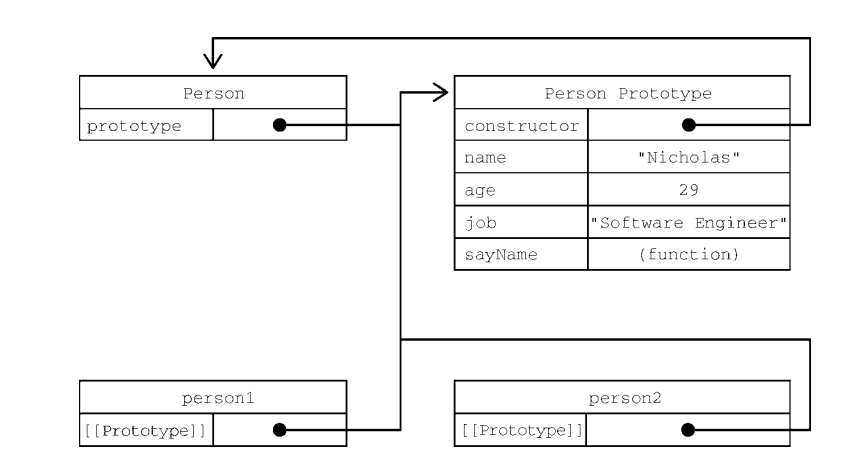 Person
prototype
Person Prototype
constructor
name "Nicholas"
age 29
job "Software Engineer"
sayName (function)
person1
[[Prototype]]
person2
[[Prototype]]